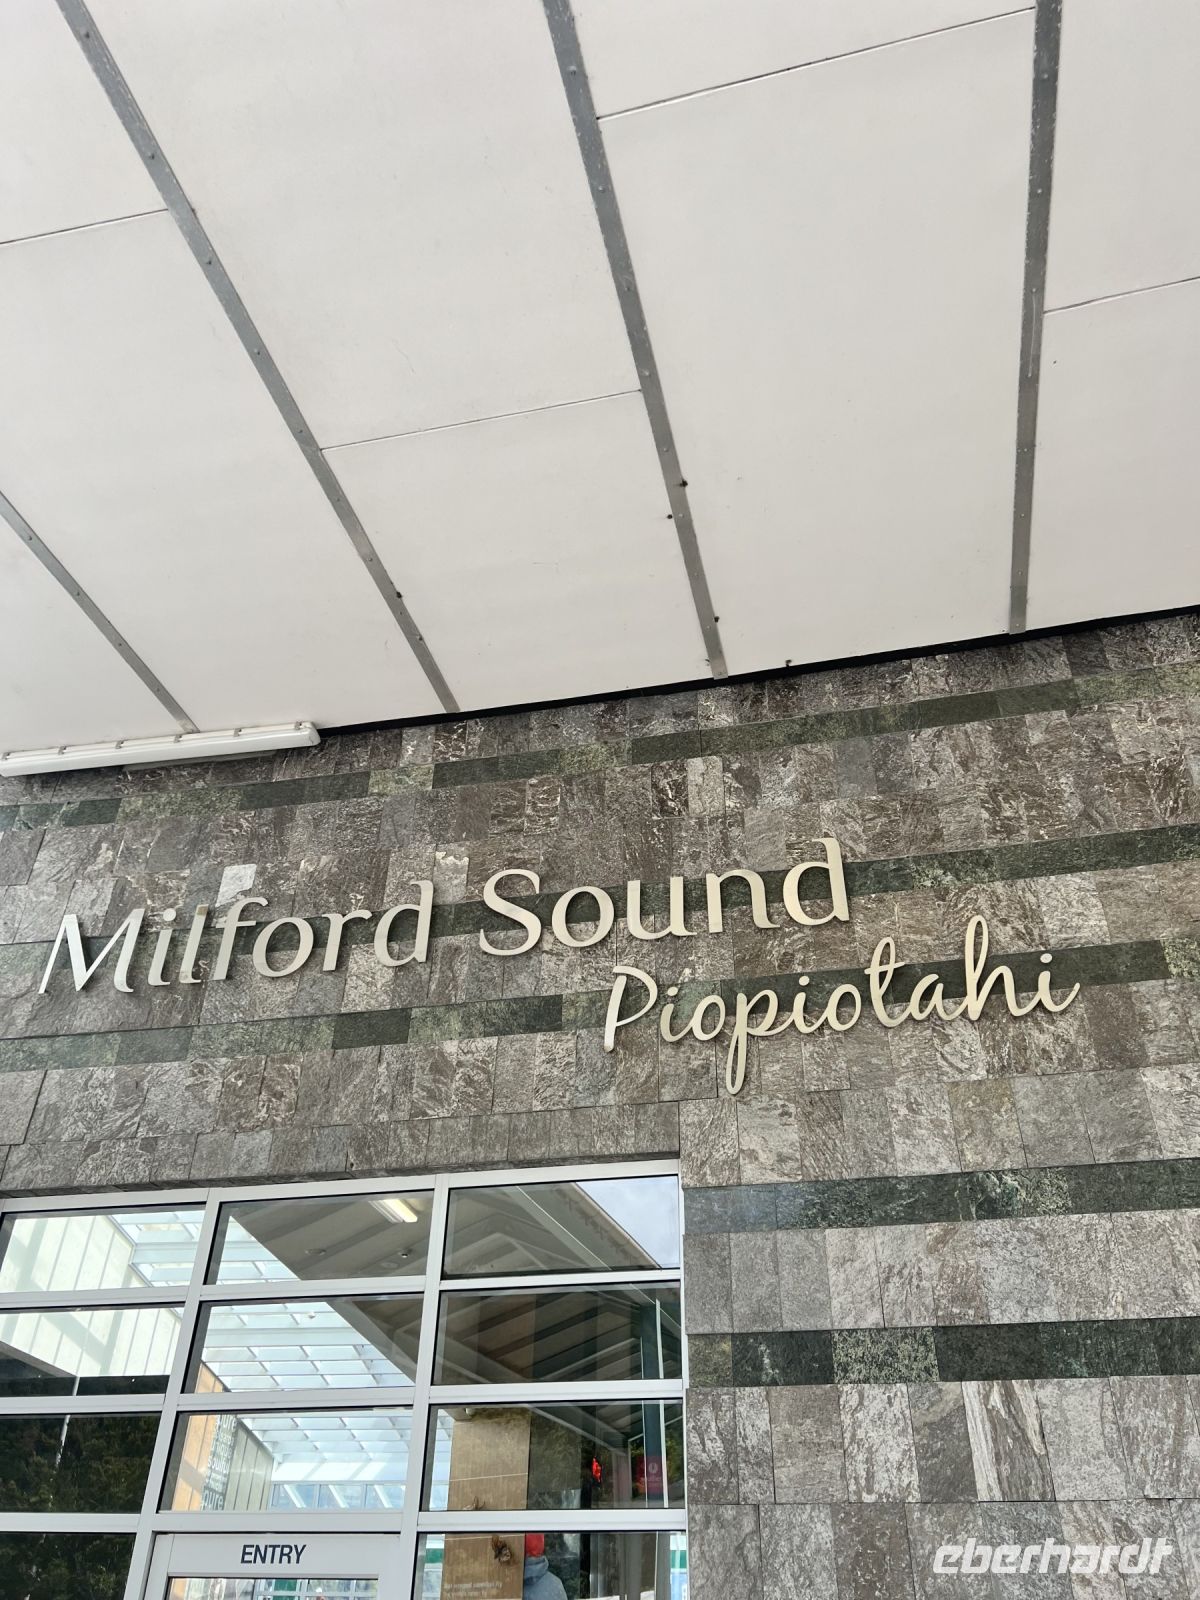 Milford Sound
Piopiotahi
ENTRY
eberhardt